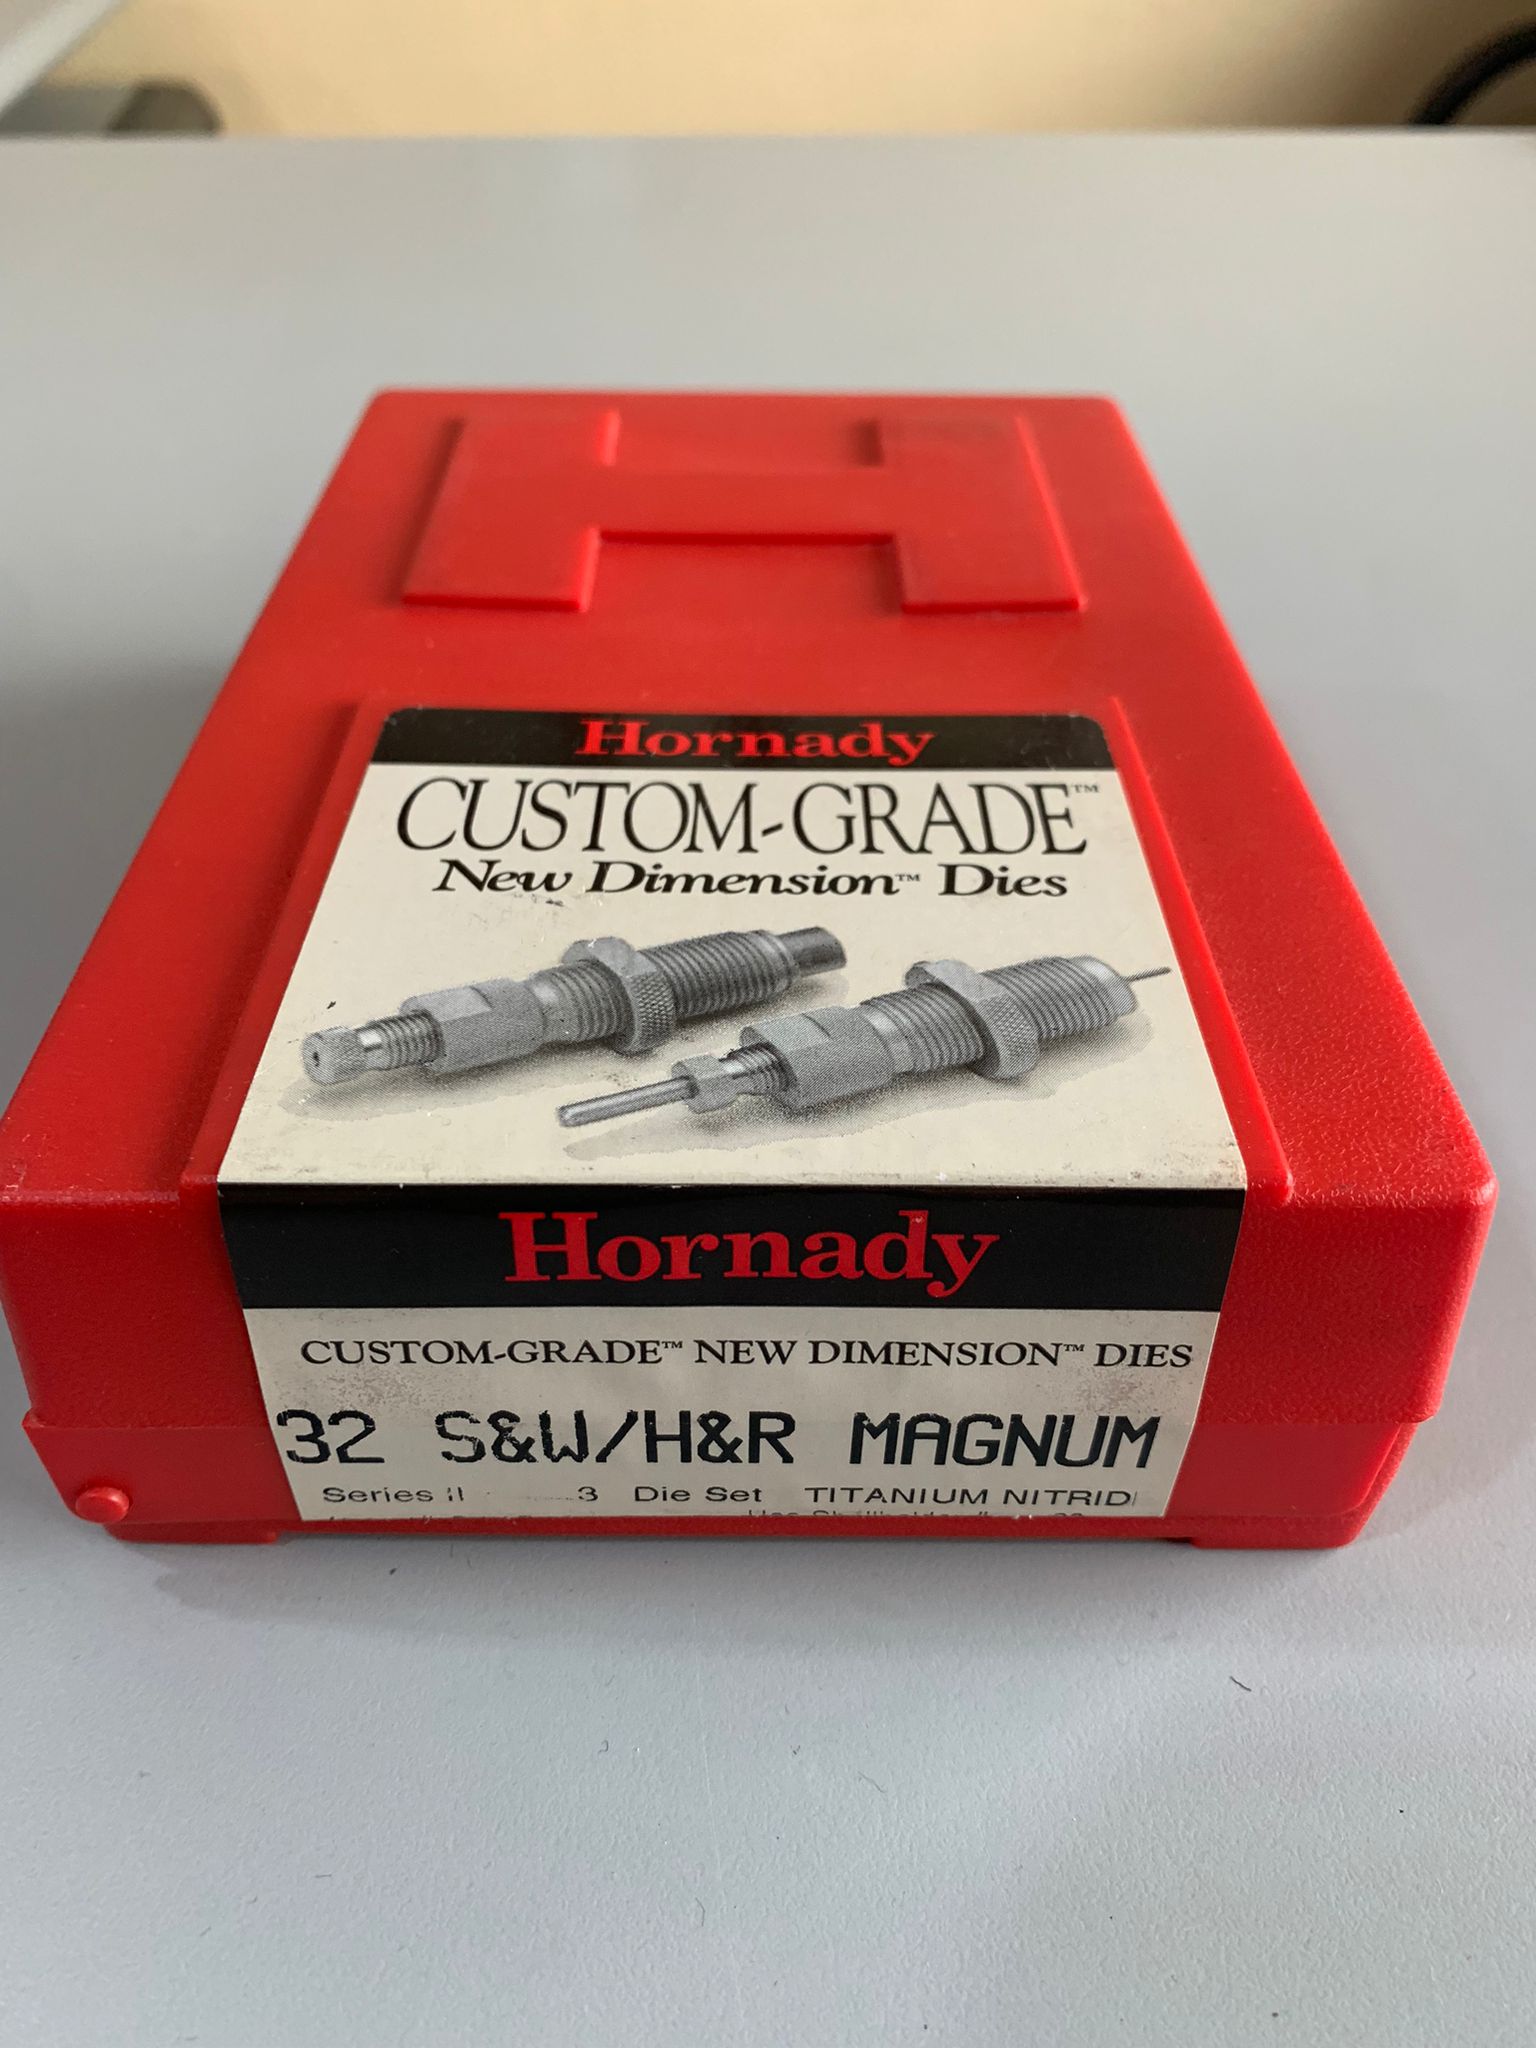 Hornady
CUSTOM-GRADE™
New Dimension™ Dies
Hornady
CUSTOM-GRADE™ NEW DIMENSION™ DIES
32 S&W/H&R MAGNUM
Series II 3 Die Set TITANIUM NITRID